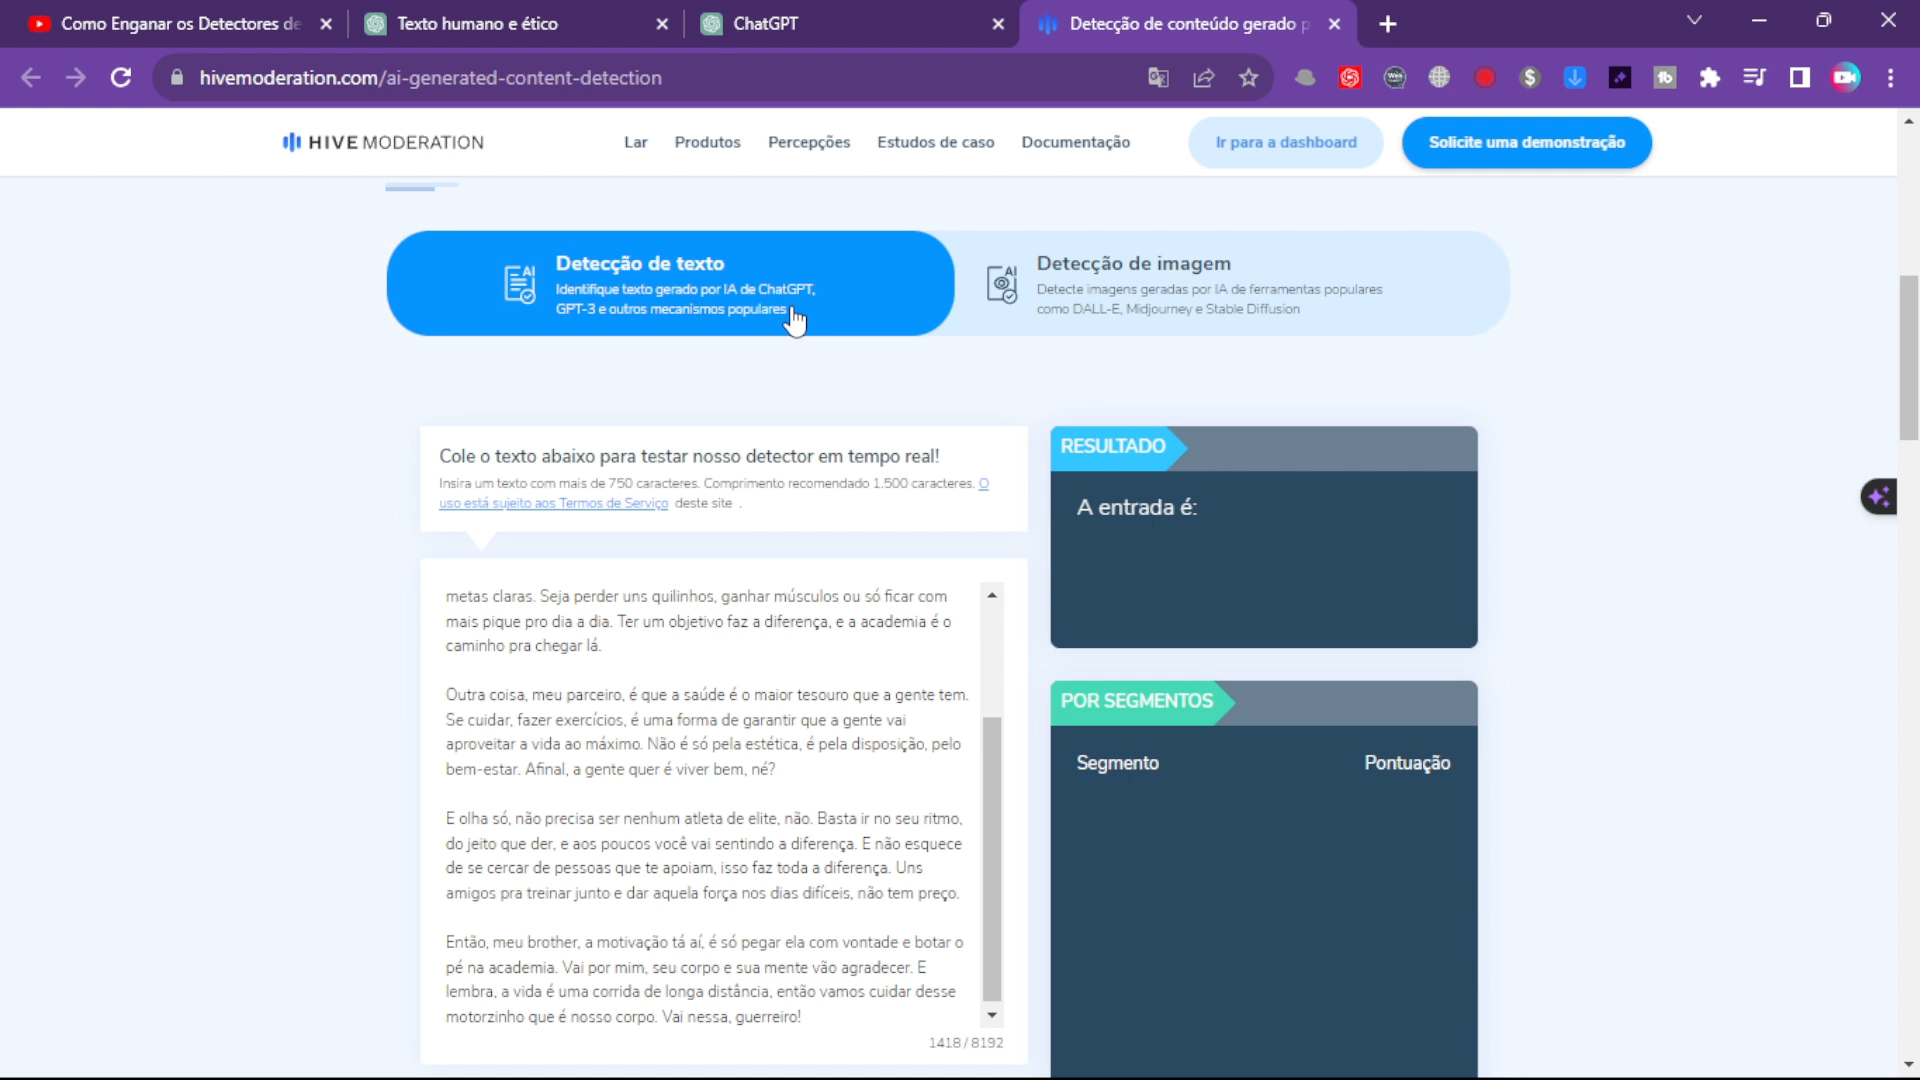 Como Enganar os Detectores de
Texto humano e ético
ChatGPT
Detecção de conteúdo gerado p
hivemoderation.com/ai-generated-content-detection
HIVE MODERATION
Lar
Produtos
Percepções
Estudos de caso
Documentação
Ir para a dashboard
Solicite uma demonstração
Detecção de texto
Identifique texto gerado por IA de ChatGPT,
GPT-3 e outros mecanismos populares
Detecção de imagem
Detecte imagens geradas por IA de ferramentas populares
como DALL-E, Midjourney e Stable Diffusion
Cole o texto abaixo para testar nosso detector em tempo real!
Insira um texto com mais de 750 caracteres. Comprimento recomendado 1.500 caracteres. O
uso está sujeito aos Termos de Serviço deste site .
metas claras. Seja perder uns quilinhos, ganhar músculos ou só ficar com
mais pique pro dia a dia. Ter um objetivo faz a diferença, e a academia é o
caminho pra chegar lá.
Outra coisa, meu parceiro, é que a saúde é o maior tesouro que a gente tem.
Se cuidar, fazer exercícios, é uma forma de garantir que a gente vai
aproveitar a vida ao máximo. Não é só pela estética, é pela disposição, pelo
bem-estar. Afinal, a gente quer é viver bem, né?
E olha só, não precisa ser nenhum atleta de elite, não. Basta ir no seu ritmo,
do jeito que der, e aos poucos você vai sentindo a diferença. E não esquece
de se cercar de pessoas que te apoiam, isso faz toda a diferença. Uns
amigos pra treinar junto e dar aquela força nos dias difíceis, não tem preço.
Então, meu brother, a motivação tá aí, é só pegar ela com vontade e botar o
pé na academia. Vai por mim, seu corpo e sua mente vão agradecer. E
lembra, a vida é uma corrida de longa distância, então vamos cuidar desse
motorzinho que é nosso corpo. Vai nessa, guerreiro!
1418/8192
RESULTADO
A entrada é:
POR SEGMENTOS
Segmento
Pontuação